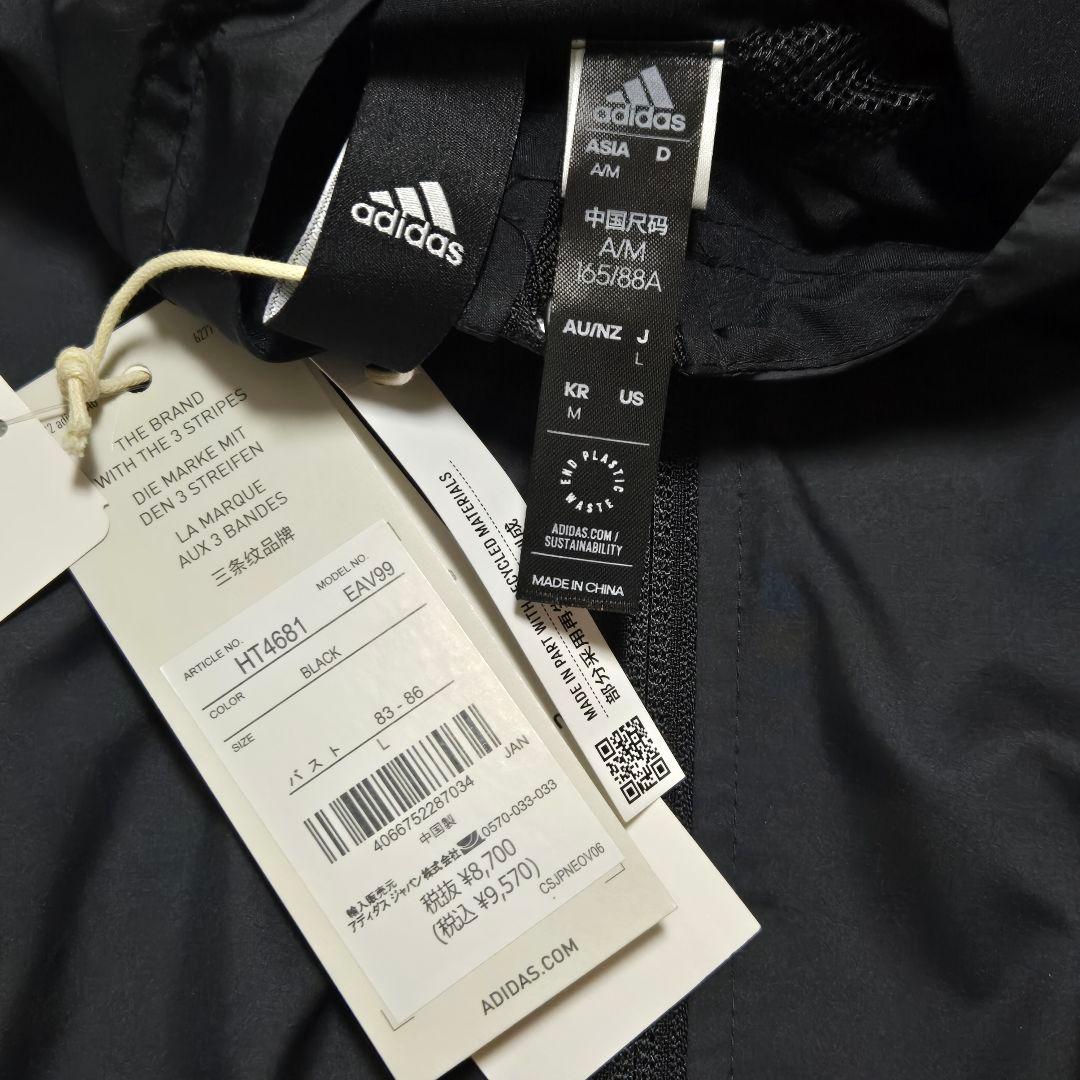 adidas
ASIA D
A/M
中国尺码
A/M
165/88A
AU/NZ J
L
KR US
M
END PLASTIC WASTE
ADIDAS.COM/
SUSTAINABILITY
MADE IN CHINA
adidas
THE BRAND
WITH THE 3 STRIPES
DIE MARKE MIT
DEN 3 STREIFEN
LA MARQUE
AUX 3 BANDES
三条纹品牌
ARTICLE NO. MODEL NO.
HT4681 EAV99
COLOR BLACK
SIZE
バスト 83-86
L
JAN
4066752287034
中国製
輸入販売元
アディダス ジャパン株式会社 0570-033-033
税抜 ¥8,700
(税込 ¥9,570)
CSJPNEOV06
ADIDAS.COM
MADE IN PART WITH RECYCLED MATERIALS
部分采用再